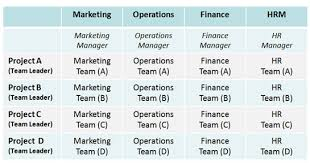 Marketing Operations Finance HRM
Marketing Operations Finance HR
Manager Manager Manager Manager
Project A Marketing Operations Finance HR
(Team Leader) Team (A) Team (A) Team (A) Team (A)
Project B Marketing Operations Finance HR
(Team Leader) Team (B) Team (B) Team (B) Team (B)
Project C Marketing Operations Finance HR
(Team Leader) Team (C) Team (C) Team (C) Team (C)
Project D Marketing Operations Finance HR
(Team Leader) Team (D) Team (D) Team (D) Team (D)